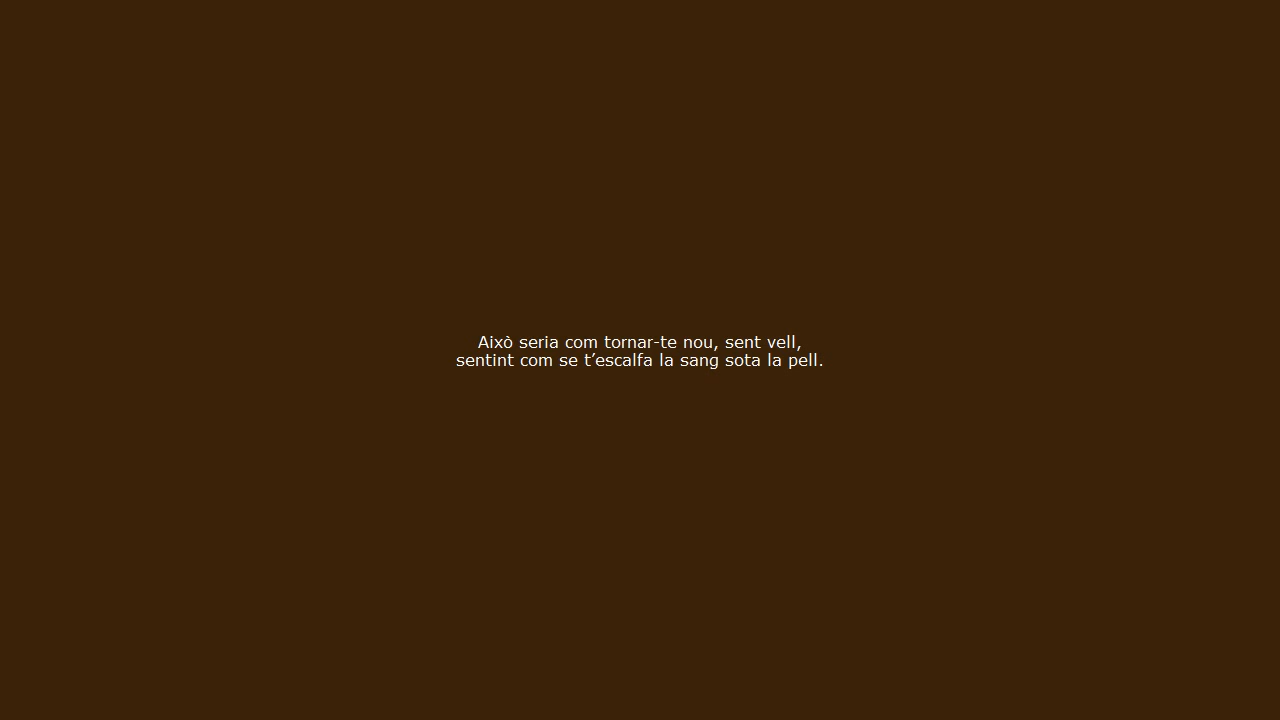 Això seria com tornar-te nou, sent vell,
sentint com se t’escalfa la sang sota la pell.